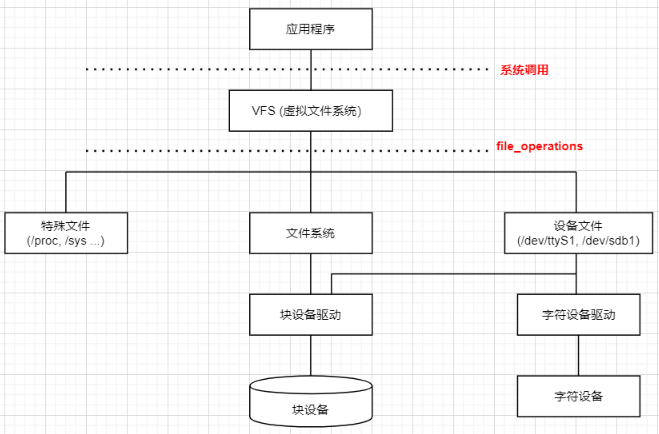 应用程序
系统调用
VFS (虚拟文件系统)
file_operations
特殊文件
(/proc, /sys ...)
文件系统
设备文件
(/dev/ttyS1, /dev/sdb1)
块设备驱动
字符设备驱动
块设备
字符设备